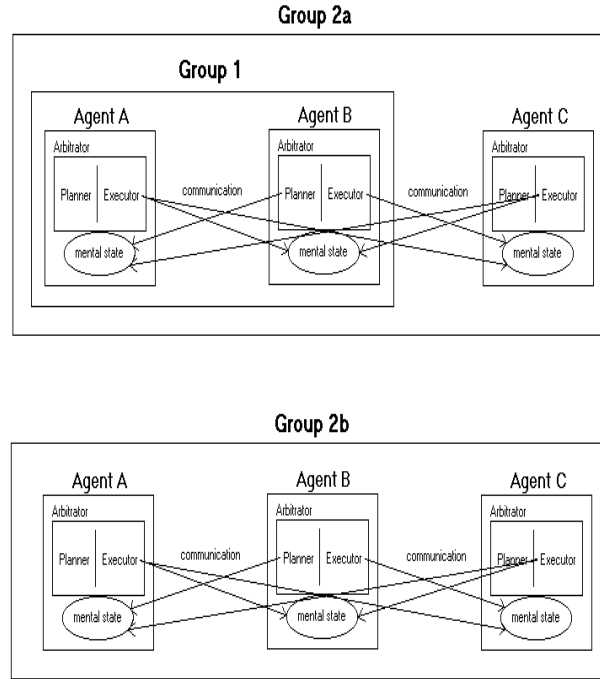 Group 2a
Group 1
Agent A Agent B Agent C
Arbitrator Arbitrator Arbitrator
Planner Executor communication Planner Executor communication Planner Executor
mental state mental state mental state
Group 2b
Agent A Agent B Agent C
Arbitrator Arbitrator Arbitrator
Planner Executor communication Planner Executor communication Planner Executor
mental state mental state mental state